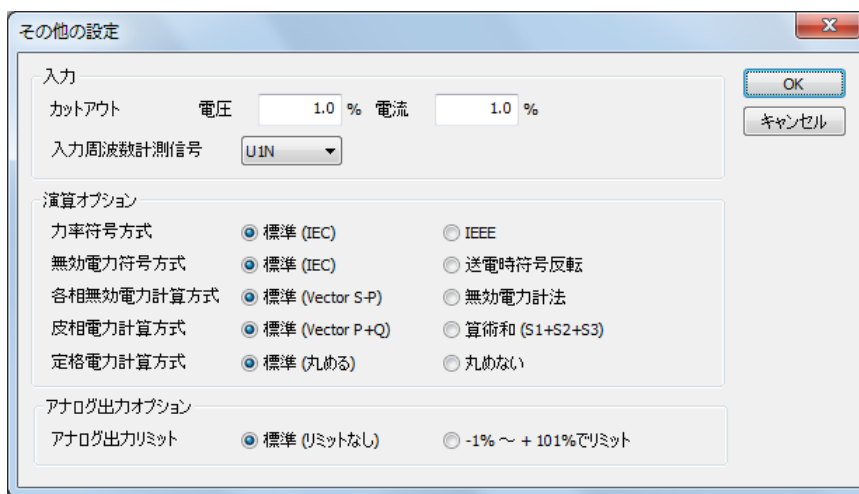 その他の設定
入力
カットアウト 電圧 1.0 % 電流 1.0 %
入力周波数計測信号 U1N
演算オプション
力率符号方式 標準 (IEC) IEEE
無効電力符号方式 標準 (IEC) 送電時符号反転
各相無効電力計算方式 標準 (Vector S-P) 無効電力計法
皮相電力計算方式 標準 (Vector P+Q) 算術和 (S1+S2+S3)
定格電力計算方式 標準 (丸める) 丸めない
アナログ出力オプション
アナログ出力リミット 標準 (リミットなし) -1% ～ + 101%でリミット
OK
キャンセル